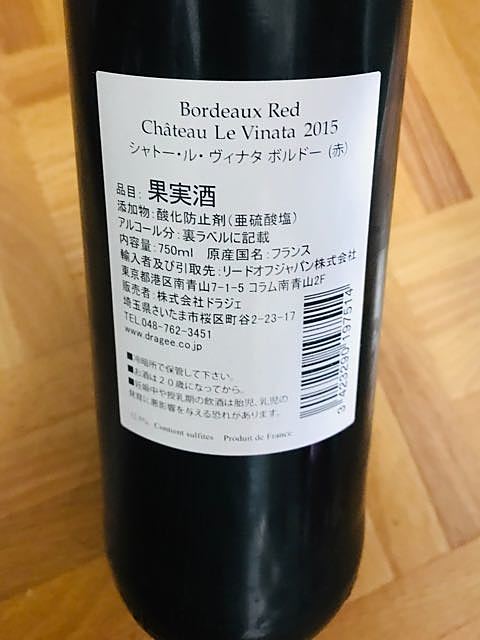 Bordeaux Red
Château Le Vinata 2015
シャトー・ル・ヴィナタ ボルドー (赤)
品目: 果実酒
添加物:酸化防止剤(亜硫酸塩)
アルコール分:裏ラベルに記載
内容量:750ml 原産国名:フランス
輸入者及び引取先:リードオフジャパン株式会社
東京都港区南青山7-1-5 コラム南青山2F
販売者:株式会社ドラジェ
埼玉県さいたま市桜区町谷2-23-17
TEL.048-762-3451
www.dragee.co.jp
■冷暗所で保管して下さい。
■お酒は20歳になってから。
■妊娠中や授乳期の飲酒は胎児、乳児の
発育に悪影響を与える恐れがあります。
Contient sulfites Produit de France
3 423290 197514